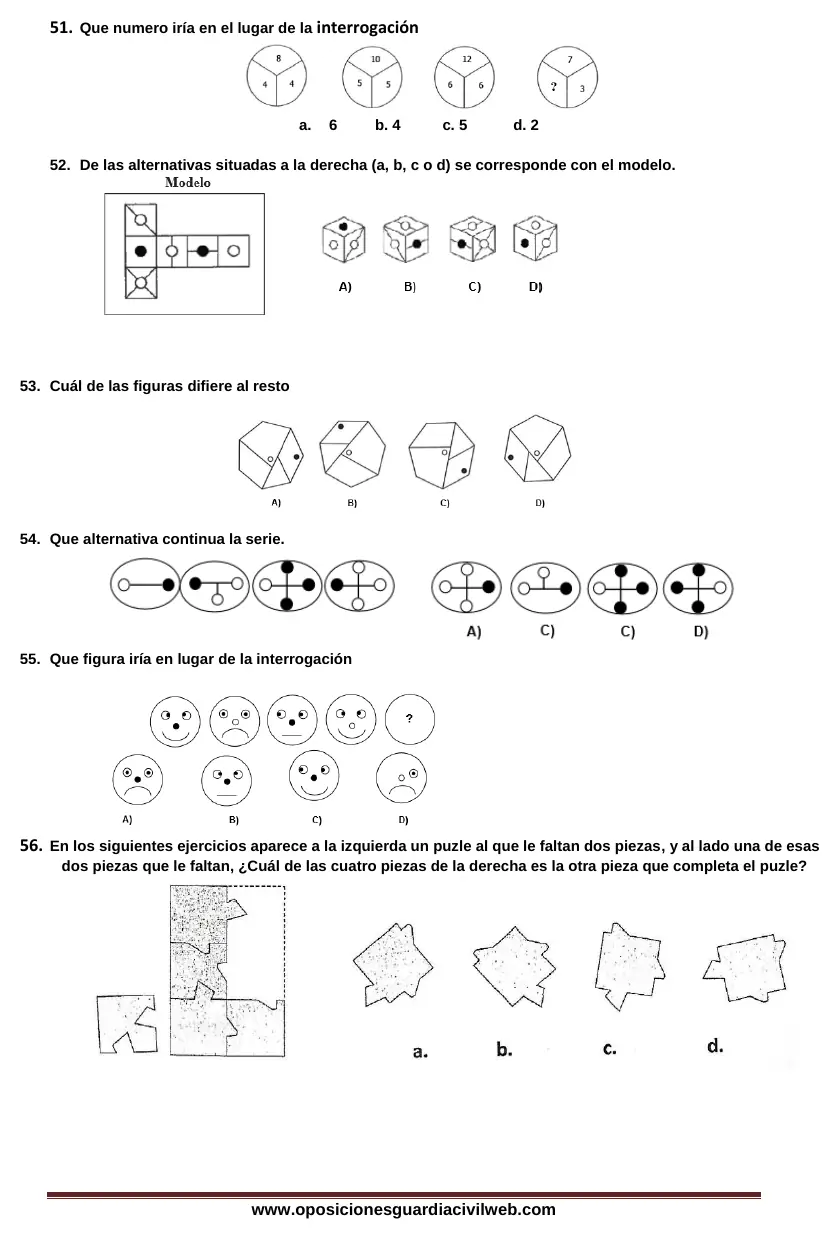 51. Que numero iría en el lugar de la interrogación
8 10 12 7
4 4 5 5 6 6 ? 3
a. 6 b. 4 c. 5 d. 2
52. De las alternativas situadas a la derecha (a, b, c o d) se corresponde con el modelo.
Modelo
A) B) C) D)
53. Cuál de las figuras difiere al resto
A) B) C) D)
54. Que alternativa continua la serie.
A) C) C) D)
55. Que figura iría en lugar de la interrogación
?
A) B) C) D)
56. En los siguientes ejercicios aparece a la izquierda un puzle al que le faltan dos piezas, y al lado una de esas
dos piezas que le faltan, ¿Cuál de las cuatro piezas de la derecha es la otra pieza que completa el puzle?
a. b. c. d.
www.oposicionesguardiacivilweb.com